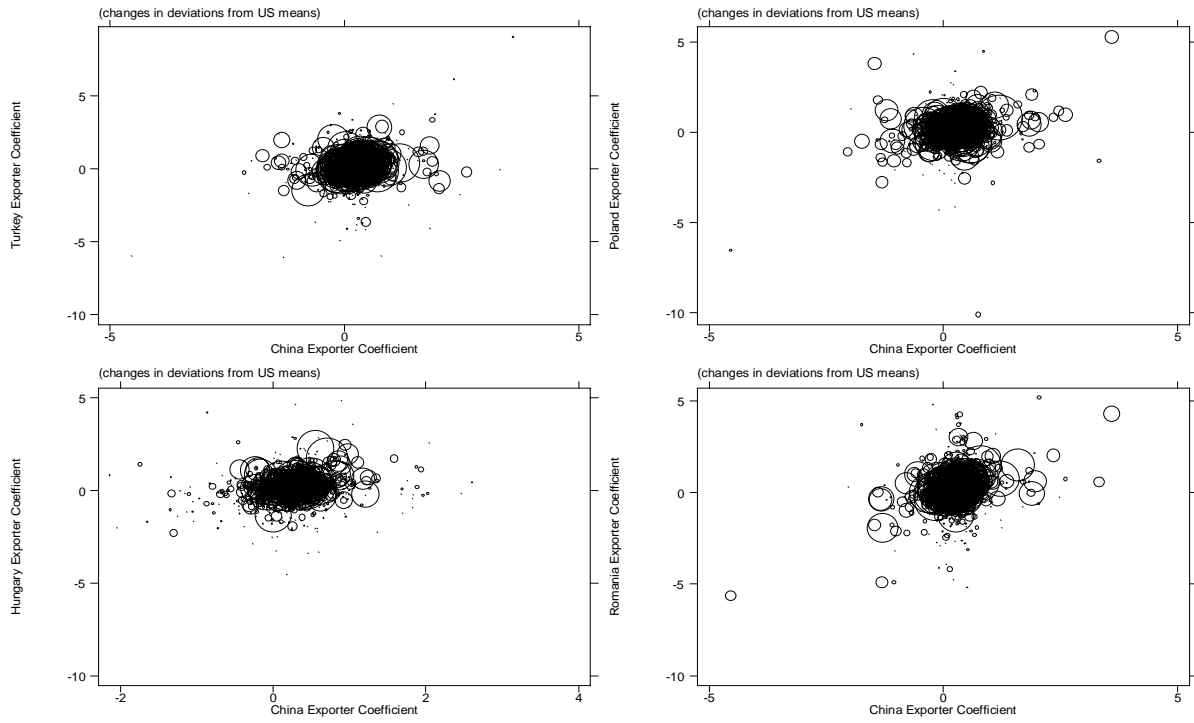 (changes in deviations from US means)
Turkey Exporter Coefficient
5
0
-5
-10
-5
0
5
China Exporter Coefficient
(changes in deviations from US means)
Poland Exporter Coefficient
5
0
-5
-10
-5
0
5
China Exporter Coefficient
(changes in deviations from US means)
Hungary Exporter Coefficient
5
0
-5
-10
-2
0
2
4
China Exporter Coefficient
(changes in deviations from US means)
Romania Exporter Coefficient
5
0
-5
-10
-5
0
5
China Exporter Coefficient